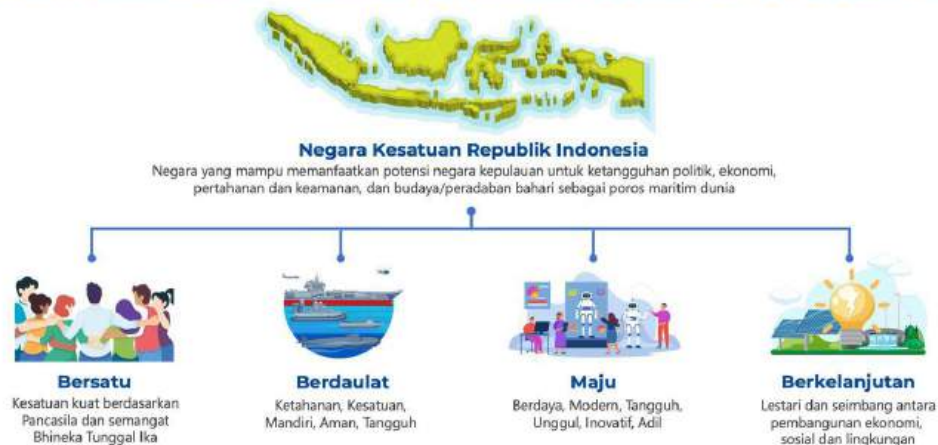 Negara Kesatuan Republik Indonesia
Negara yang mampu memanfaatkan potensi negara kepulauan untuk ketangguhan politik, ekonomi,
pertahanan dan keamanan, dan budaya/peradaban bahari sebagai poros maritim dunia
Bersatu
Kesatuan kuat berdasarkan
Pancasila dan semangat
Bhineka Tunggal Ika
Berdaulat
Ketahanan, Kesatuan,
Mandiri, Aman, Tangguh
Maju
Berdaya, Modern, Tangguh,
Unggul, Inovatif, Adil
Berkelanjutan
Lestari dan seimbang antara
pembangunan ekonomi,
sosial dan lingkungan